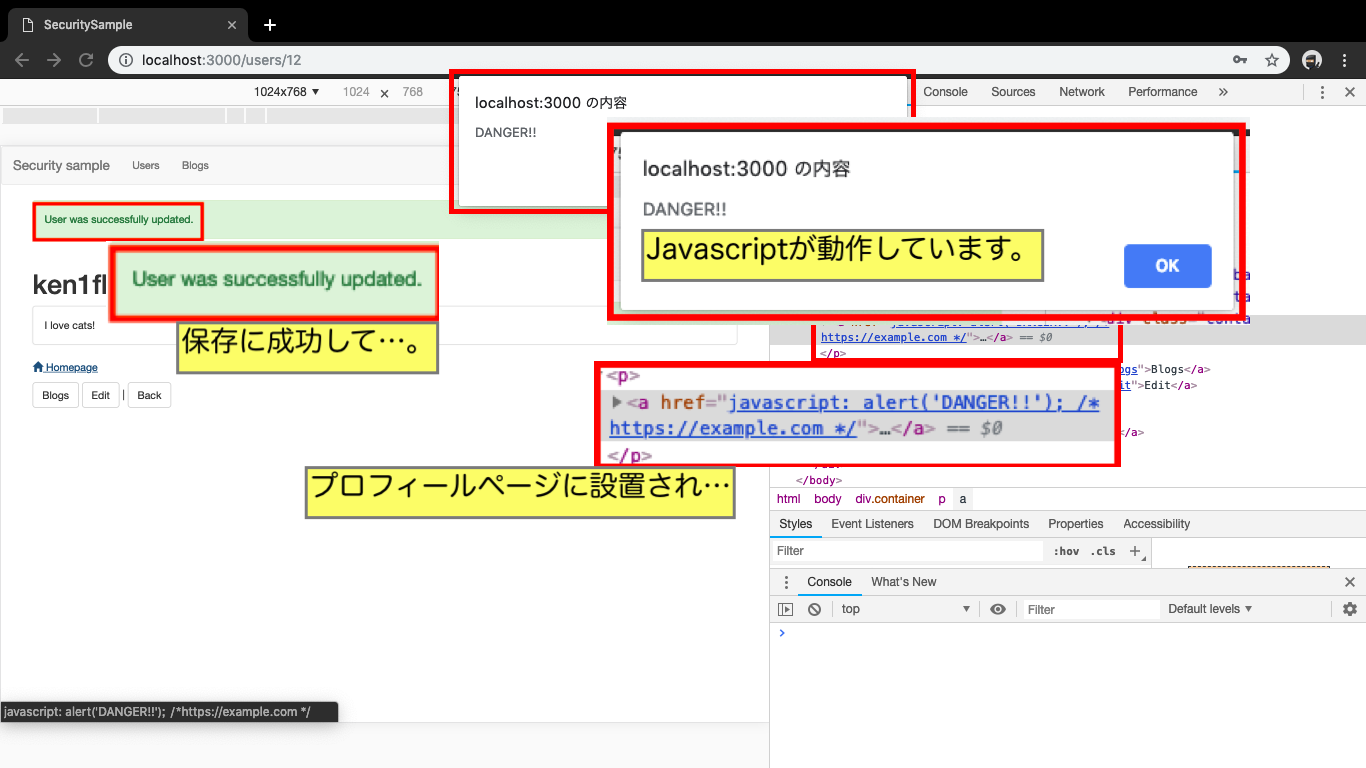 SecuritySample
localhost:3000/users/12
1024x768 ▼ 1024 × 768
Console Sources Network Performance »
localhost:3000 の内容
DANGER!!
localhost:3000 の内容
DANGER!!
Javascriptが動作しています。
OK
Security sample Users Blogs
User was successfully updated.
User was successfully updated.
保存に成功して…。
ken1fl
I love cats!
Homepage
Blogs Edit | Back
https://example.com */">…</a> == $0
</p>
<p>
<a href="javascript: alert('DANGER!!'); /*
https://example.com */">…</a> == $0
</p>
">Blogs</a>
">Edit</a>
</a>
プロフィールページに設置され…
</body>
html body div.container p a
Styles Event Listeners DOM Breakpoints Properties Accessibility
Filter :hov .cls +
Console What's New
top ▼ Filter Default levels ▼
javascript: alert('DANGER!!'); /*https://example.com */